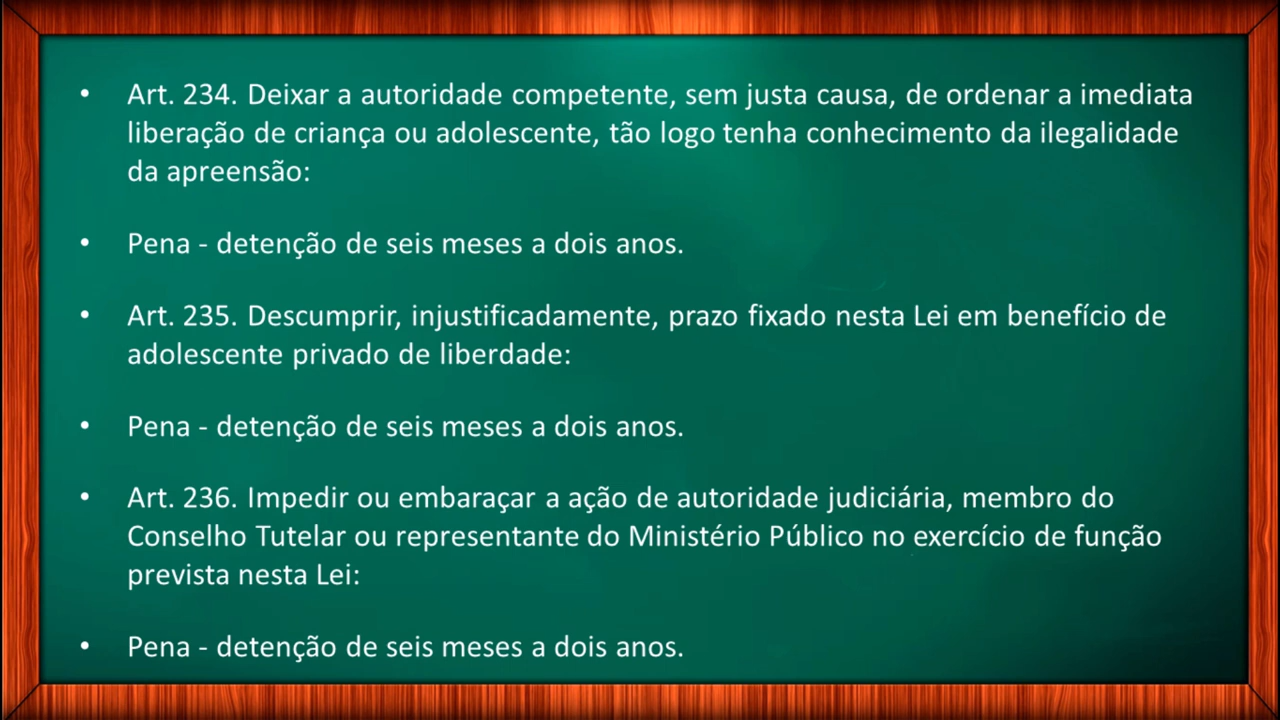 • Art. 234. Deixar a autoridade competente, sem justa causa, de ordenar a imediata
liberação de criança ou adolescente, tão logo tenha conhecimento da ilegalidade
da apreensão:
• Pena - detenção de seis meses a dois anos.
• Art. 235. Descumprir, injustificadamente, prazo fixado nesta Lei em benefício de
adolescente privado de liberdade:
• Pena - detenção de seis meses a dois anos.
• Art. 236. Impedir ou embaraçar a ação de autoridade judiciária, membro do
Conselho Tutelar ou representante do Ministério Público no exercício de função
prevista nesta Lei:
• Pena - detenção de seis meses a dois anos.